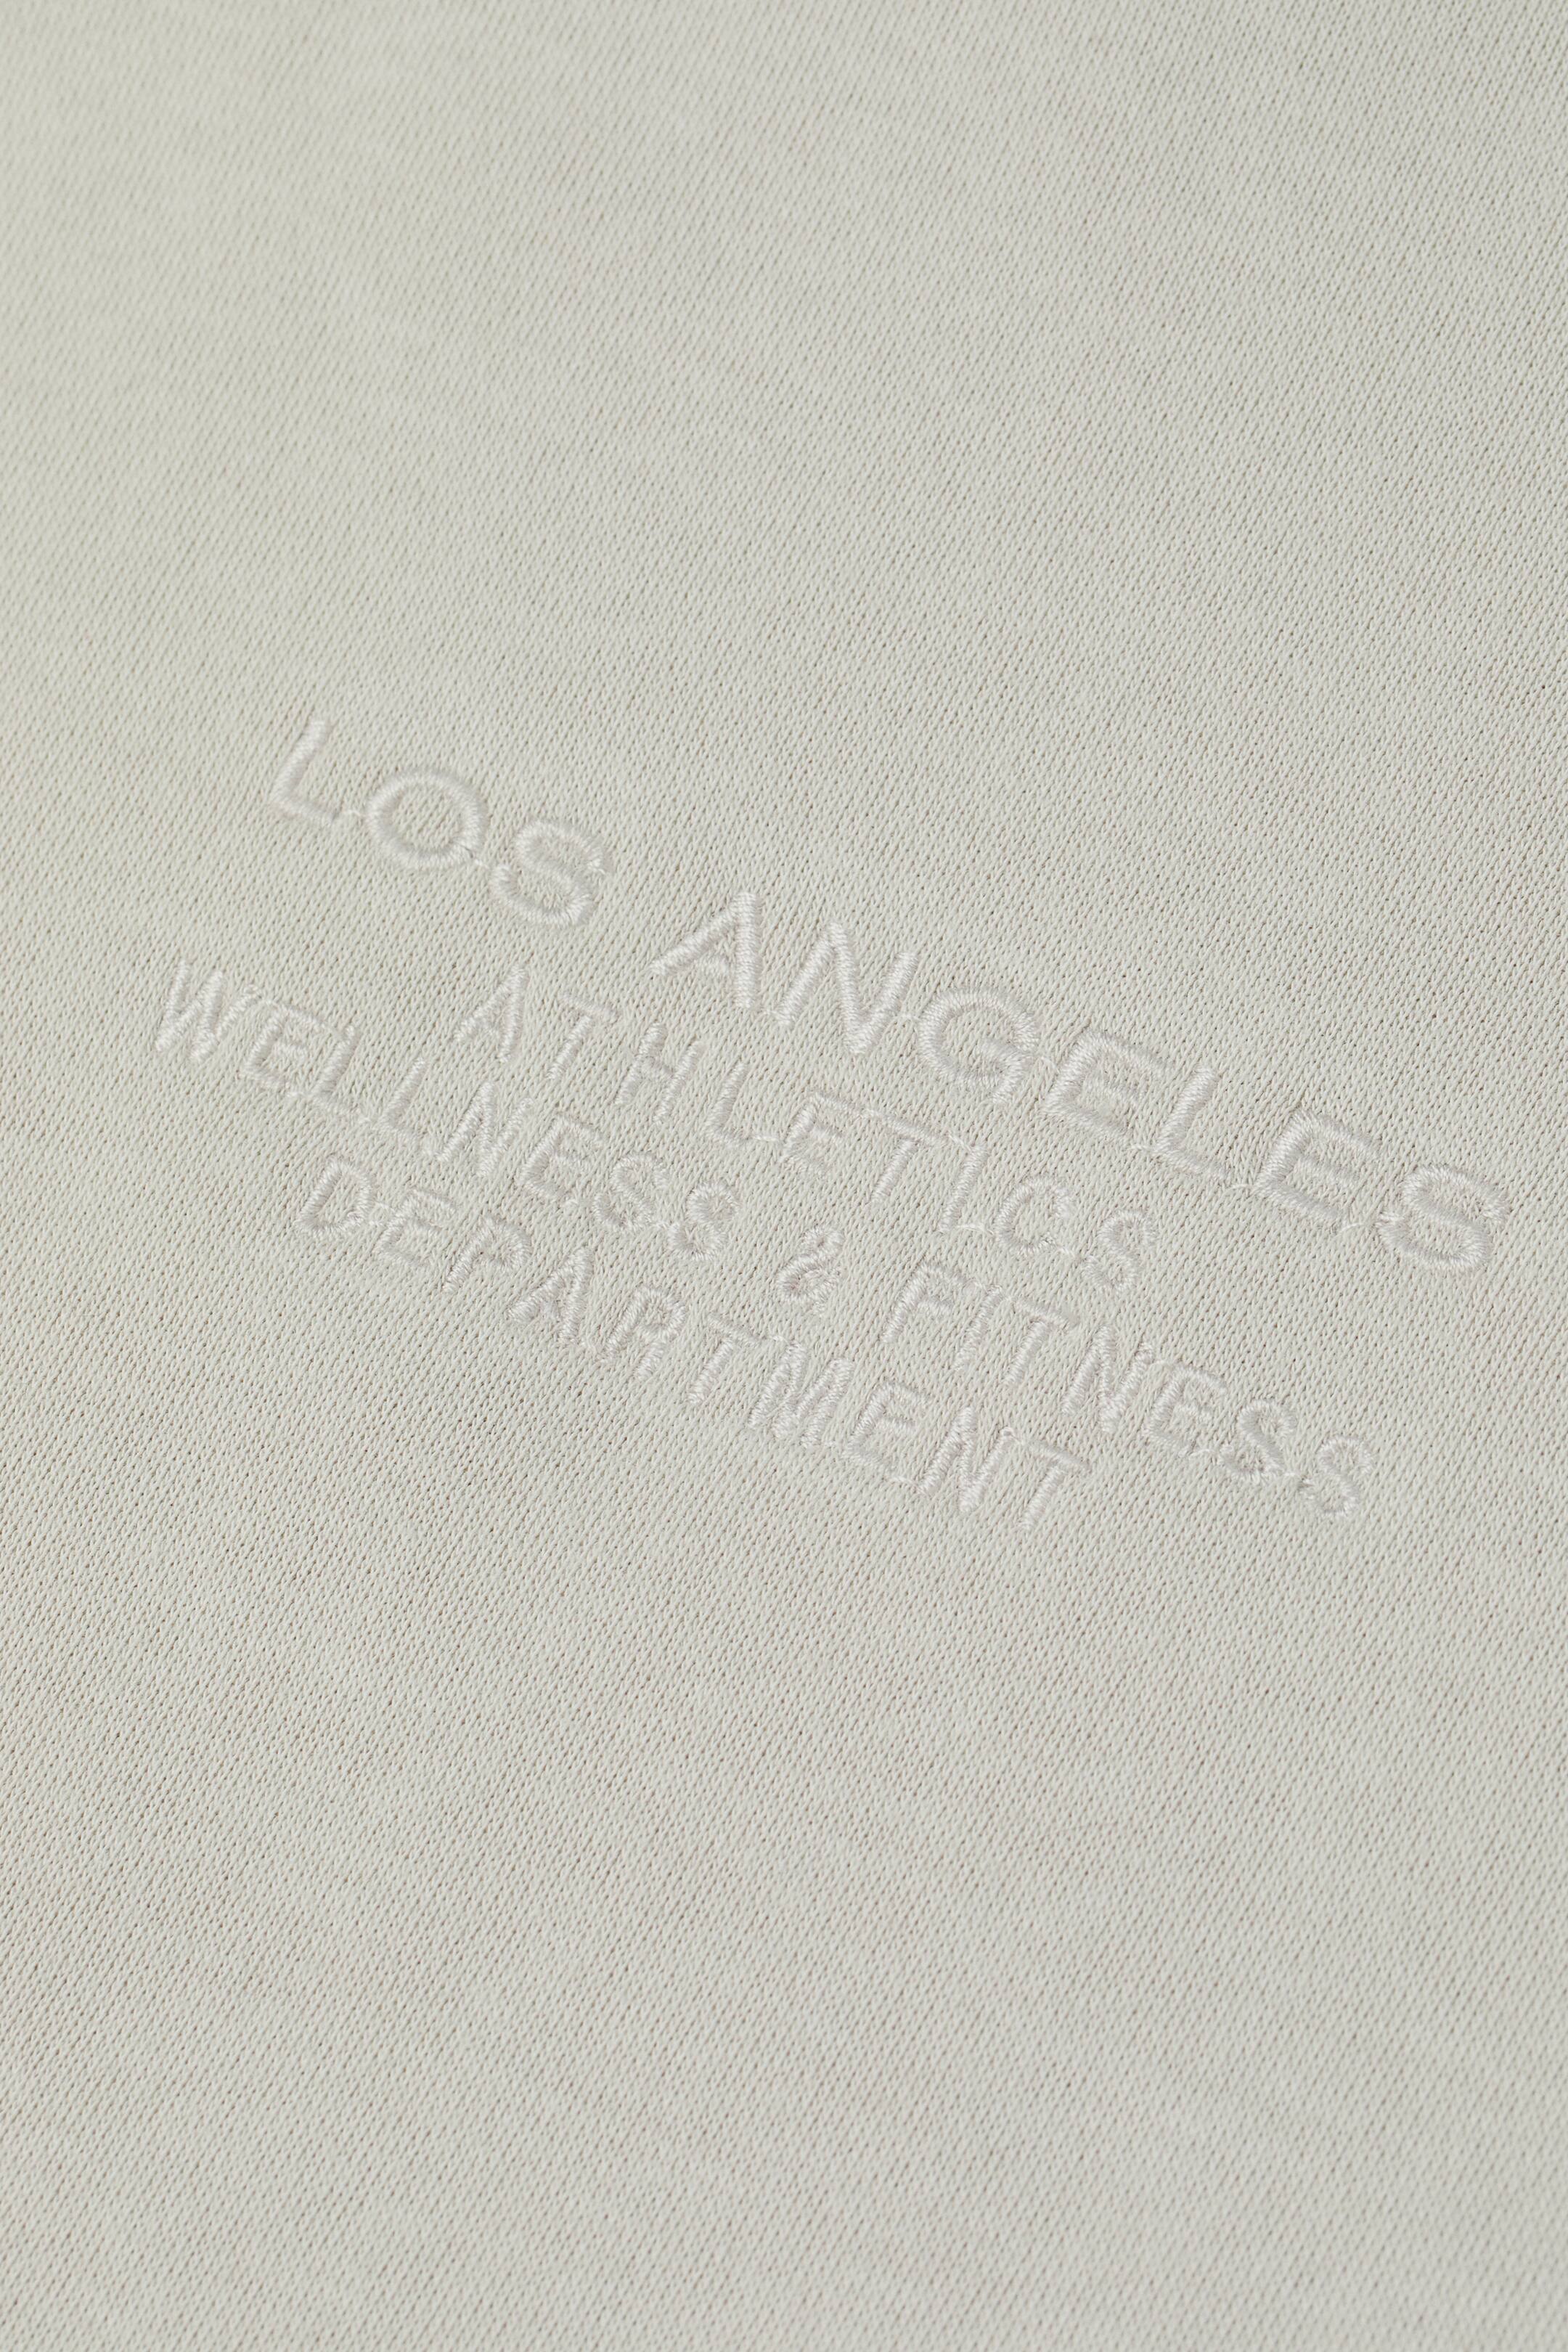 LOS ANGELES
ATHLETICS
WELLNESS & FITNESS
DEPARTMENT